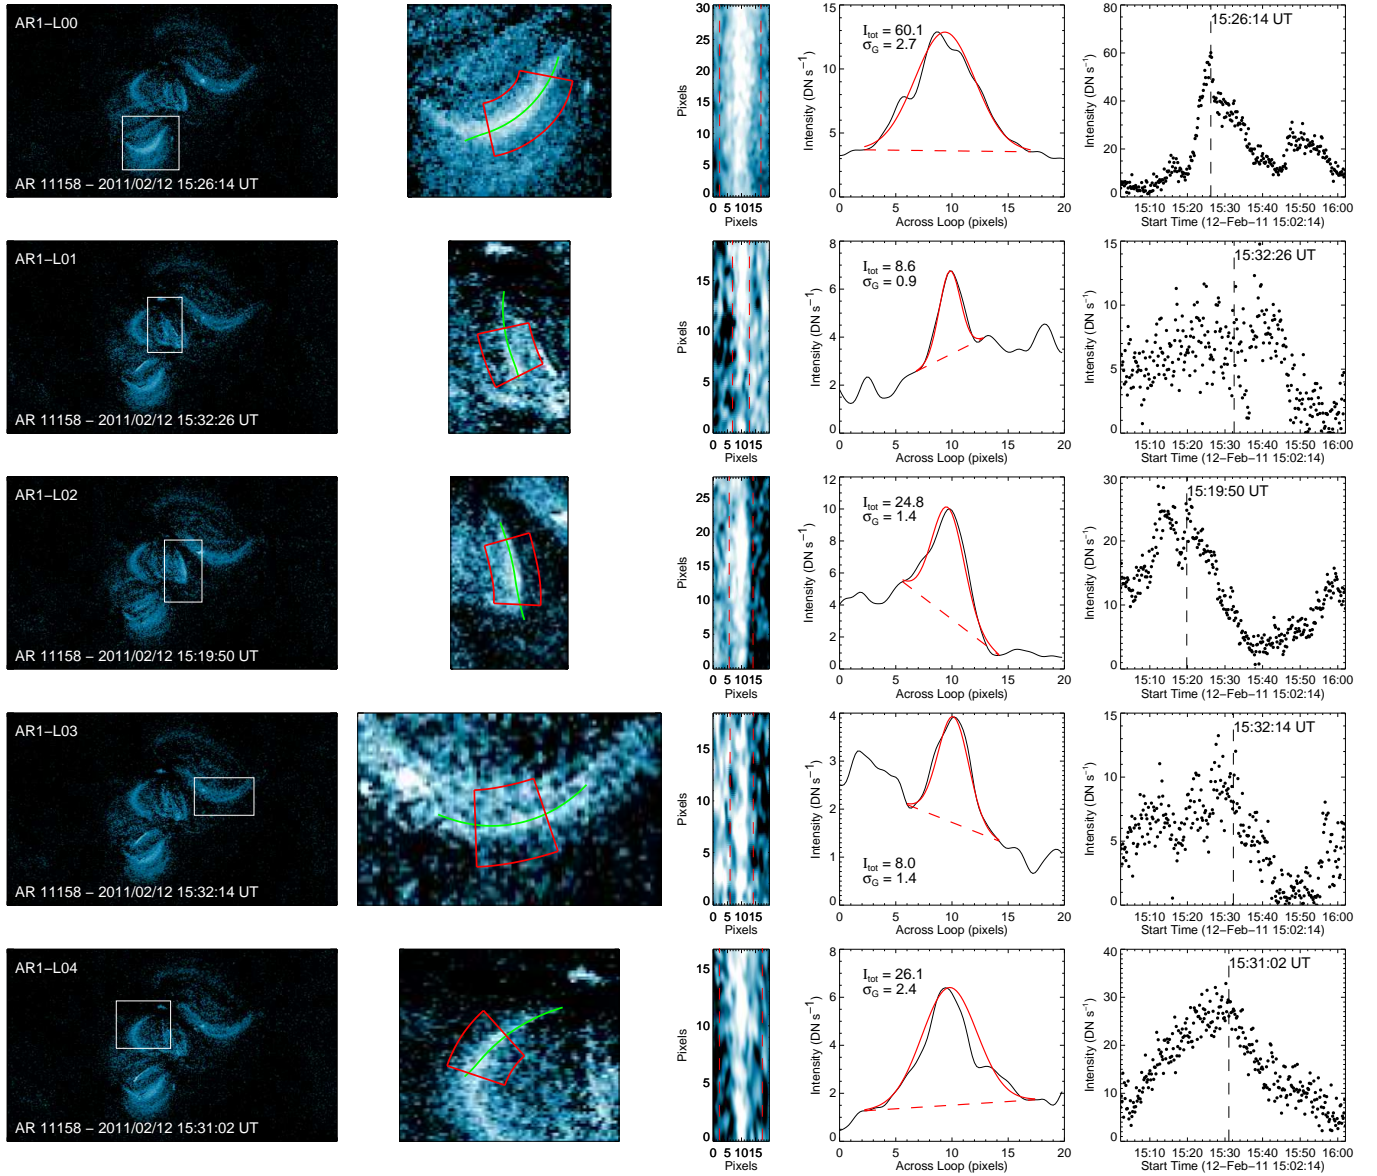 AR1−L00
AR 11158 − 2011/02/12 15:26:14 UT
30
25
20
15
10
5
0
Pixels
0 5 10 15
Pixels
15
10
5
0
Intensity (DN s−1)
Itot = 60.1
σG = 2.7
0 5 10 15 20
Across Loop (pixels)
80
60
40
20
0
Intensity (DN s−1)
15:26:14 UT
15:10 15:20 15:30 15:40 15:50 16:00
Start Time (12−Feb−11 15:02:14)
AR1−L01
AR 11158 − 2011/02/12 15:32:26 UT
15
10
5
0
Pixels
0 5 10 15
Pixels
8
6
4
2
0
Intensity (DN s−1)
Itot = 8.6
σG = 0.9
0 5 10 15 20
Across Loop (pixels)
15
10
5
0
Intensity (DN s−1)
15:32:26 UT
15:10 15:20 15:30 15:40 15:50 16:00
Start Time (12−Feb−11 15:02:14)
AR1−L02
AR 11158 − 2011/02/12 15:19:50 UT
25
20
15
10
5
0
Pixels
0 5 10 15
Pixels
12
10
8
6
4
2
0
Intensity (DN s−1)
Itot = 24.8
σG = 1.4
0 5 10 15 20
Across Loop (pixels)
30
20
10
0
Intensity (DN s−1)
15:19:50 UT
15:10 15:20 15:30 15:40 15:50 16:00
Start Time (12−Feb−11 15:02:14)
AR1−L03
AR 11158 − 2011/02/12 15:32:14 UT
15
10
5
0
Pixels
0 5 10 15
Pixels
4
3
2
1
0
Intensity (DN s−1)
Itot = 8.0
σG = 1.4
0 5 10 15 20
Across Loop (pixels)
15
10
5
0
Intensity (DN s−1)
15:32:14 UT
15:10 15:20 15:30 15:40 15:50 16:00
Start Time (12−Feb−11 15:02:14)
AR1−L04
AR 11158 − 2011/02/12 15:31:02 UT
15
10
5
0
Pixels
0 5 10 15
Pixels
8
6
4
2
0
Intensity (DN s−1)
Itot = 26.1
σG = 2.4
0 5 10 15 20
Across Loop (pixels)
40
30
20
10
0
Intensity (DN s−1)
15:31:02 UT
15:10 15:20 15:30 15:40 15:50 16:00
Start Time (12−Feb−11 15:02:14)